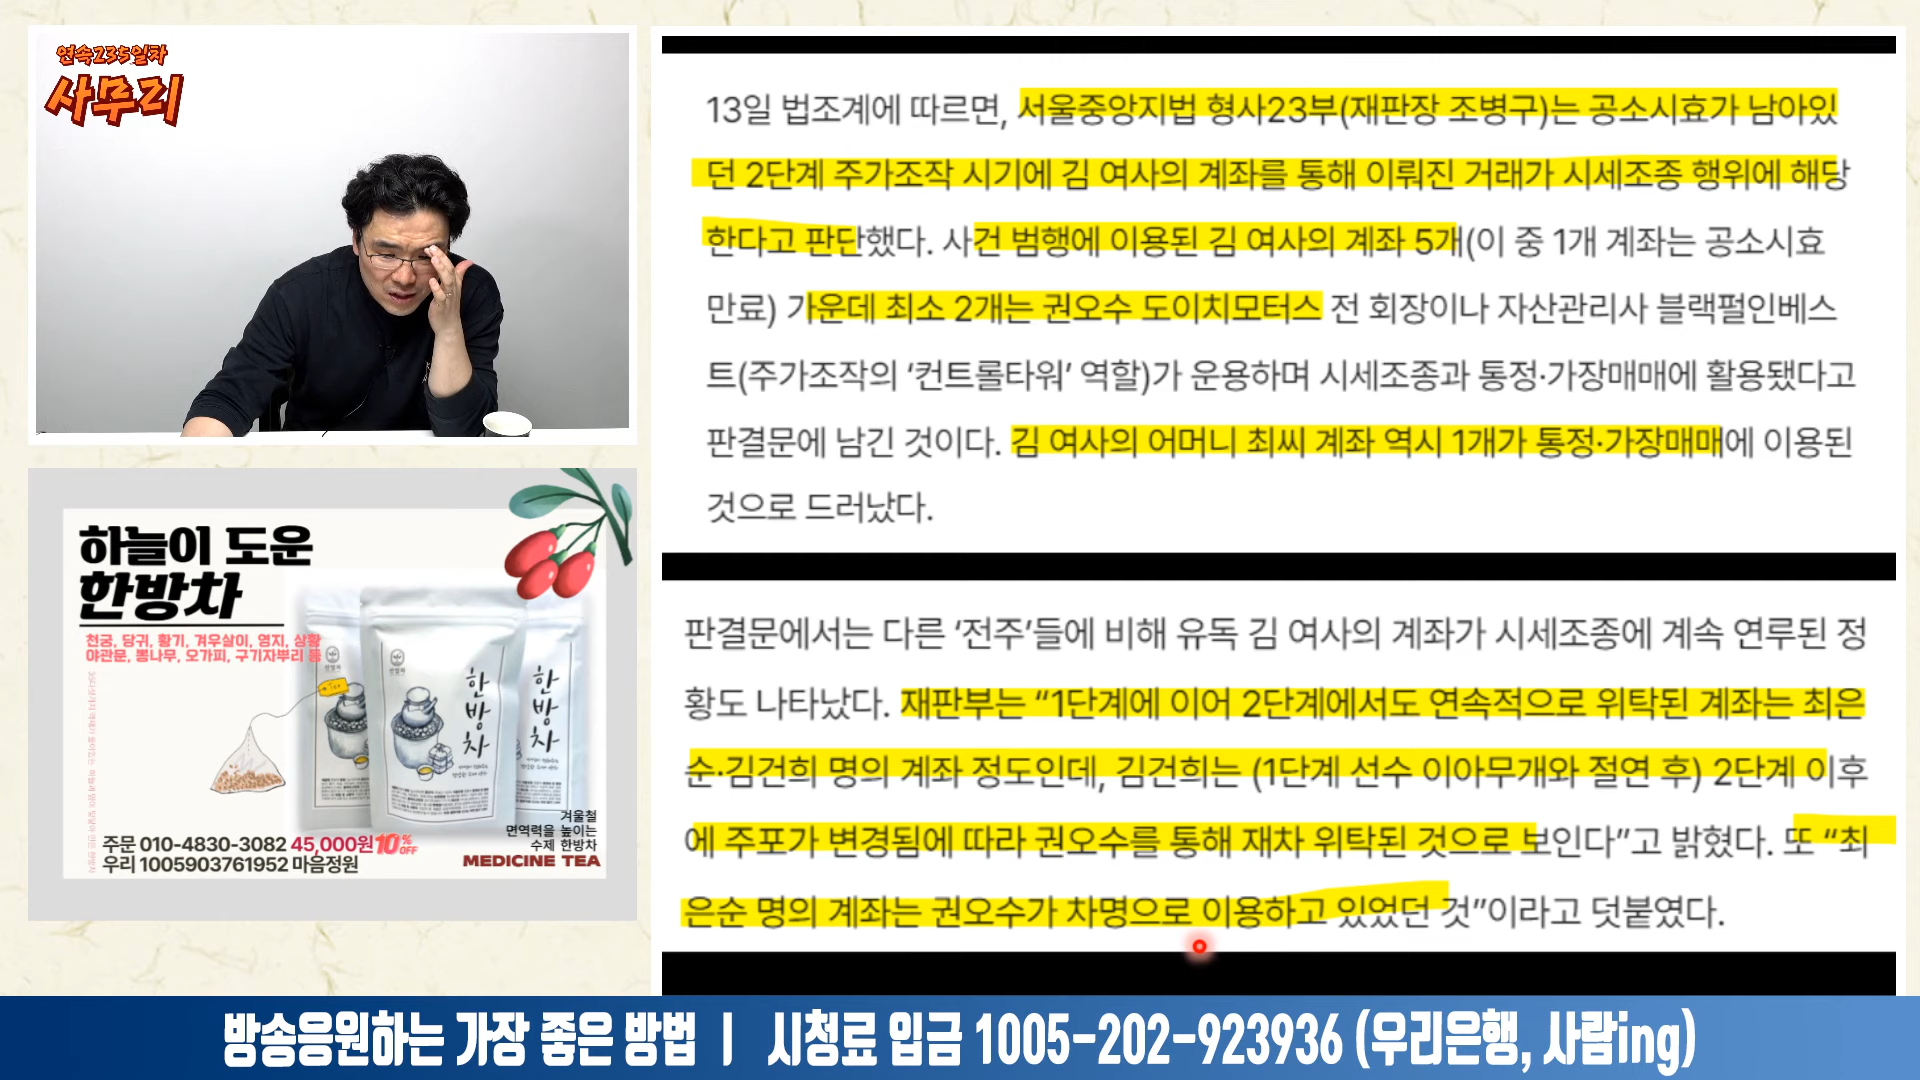 연속235일차
사무리
13일 법조계에 따르면, 서울중앙지법 형사23부(재판장 조병구)는 공소시효가 남아있
던 2단계 주가조작 시기에 김 여사의 계좌를 통해 이뤄진 거래가 시세조종 행위에 해당
한다고 판단했다. 사건 범행에 이용된 김 여사의 계좌 5개(이 중 1개 계좌는 공소시효
만료) 가운데 최소 2개는 권오수 도이치모터스 전 회장이나 자산관리사 블랙펄인베스
트(주가조작의 ‘컨트롤타워’ 역할)가 운용하며 시세조종과 통정·가장매매에 활용됐다고
판결문에 남긴 것이다. 김 여사의 어머니 최씨 계좌 역시 1개가 통정·가장매매에 이용된
것으로 드러났다.
판결문에서는 다른 ‘전주’들에 비해 유독 김 여사의 계좌가 시세조종에 계속 연루된 정
황도 나타났다. 재판부는 “1단계에 이어 2단계에서도 연속적으로 위탁된 계좌는 최은
순·김건희 명의 계좌 정도인데, 김건희는 (1단계 선수 이아무개와 절연 후) 2단계 이후
에 주포가 변경됨에 따라 권오수를 통해 재차 위탁된 것으로 보인다”고 밝혔다. 또 “최
은순 명의 계좌는 권오수가 차명으로 이용하고 있었던 것”이라고 덧붙였다.
하늘이 도운
한방차
천궁, 당귀, 황기, 겨우살이, 영지, 상황
야관문, 뽕나무, 오가피, 구기자뿌리 등
한방차
한방차
겨울철
면역력을 높이는
수제 한방차
MEDICINE TEA
주문 010-4830-3082 45,000원 10% OFF
우리 1005903761952 마음정원
방송응원하는 가장 좋은 방법 | 시청료 입금 1005-202-923936 (우리은행, 사람ing)